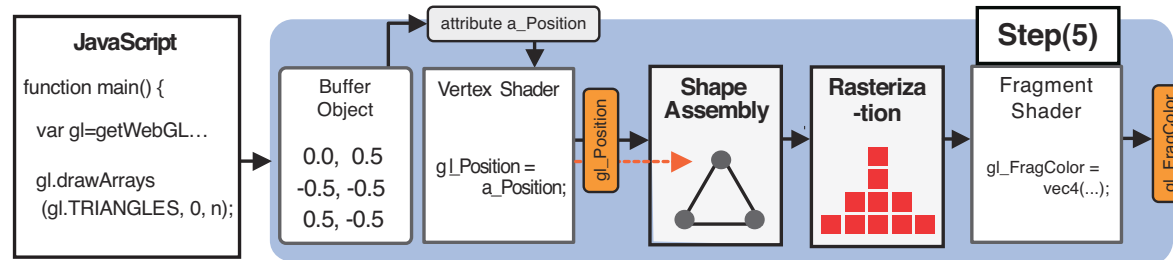 JavaScript
function main() {
var gl=getWebGL…
gl.drawArrays
(gl.TRIANGLES, 0, n);
attribute a_Position
Buffer
Object
0.0, 0.5
-0.5, -0.5
0.5, -0.5
Vertex Shader
gl_Position =
a_Position;
gl_Position
Shape
Assembly
Rasteriza
-tion
Step(5)
Fragment
Shader
gl_FragColor =
vec4(...);
gl_FragColor